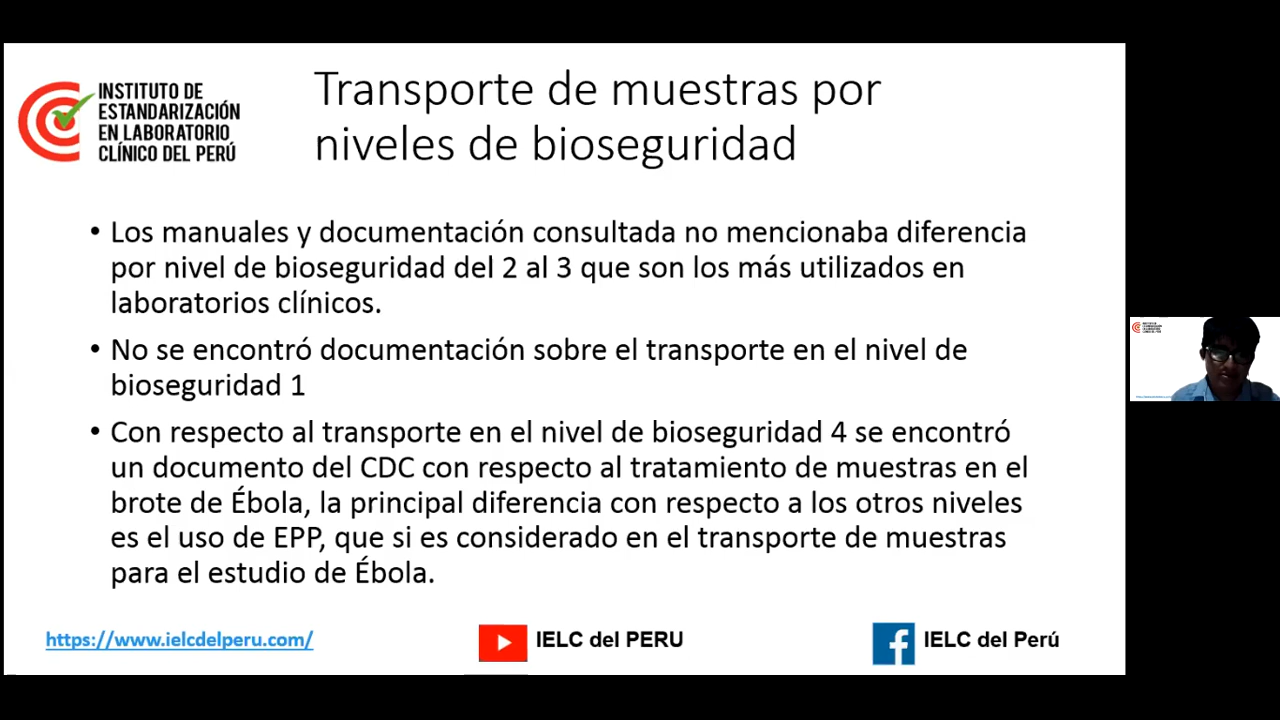 INSTITUTO DE
ESTANDARIZACIÓN
EN LABORATORIO
CLÍNICO DEL PERÚ
Transporte de muestras por
niveles de bioseguridad
• Los manuales y documentación consultada no mencionaba diferencia
por nivel de bioseguridad del 2 al 3 que son los más utilizados en
laboratorios clínicos.
• No se encontró documentación sobre el transporte en el nivel de
bioseguridad 1
• Con respecto al transporte en el nivel de bioseguridad 4 se encontró
un documento del CDC con respecto al tratamiento de muestras en el
brote de Ébola, la principal diferencia con respecto a los otros niveles
es el uso de EPP, que si es considerado en el transporte de muestras
para el estudio de Ébola.
https://www.ielcdelperu.com/
IELC del PERU
IELC del Perú